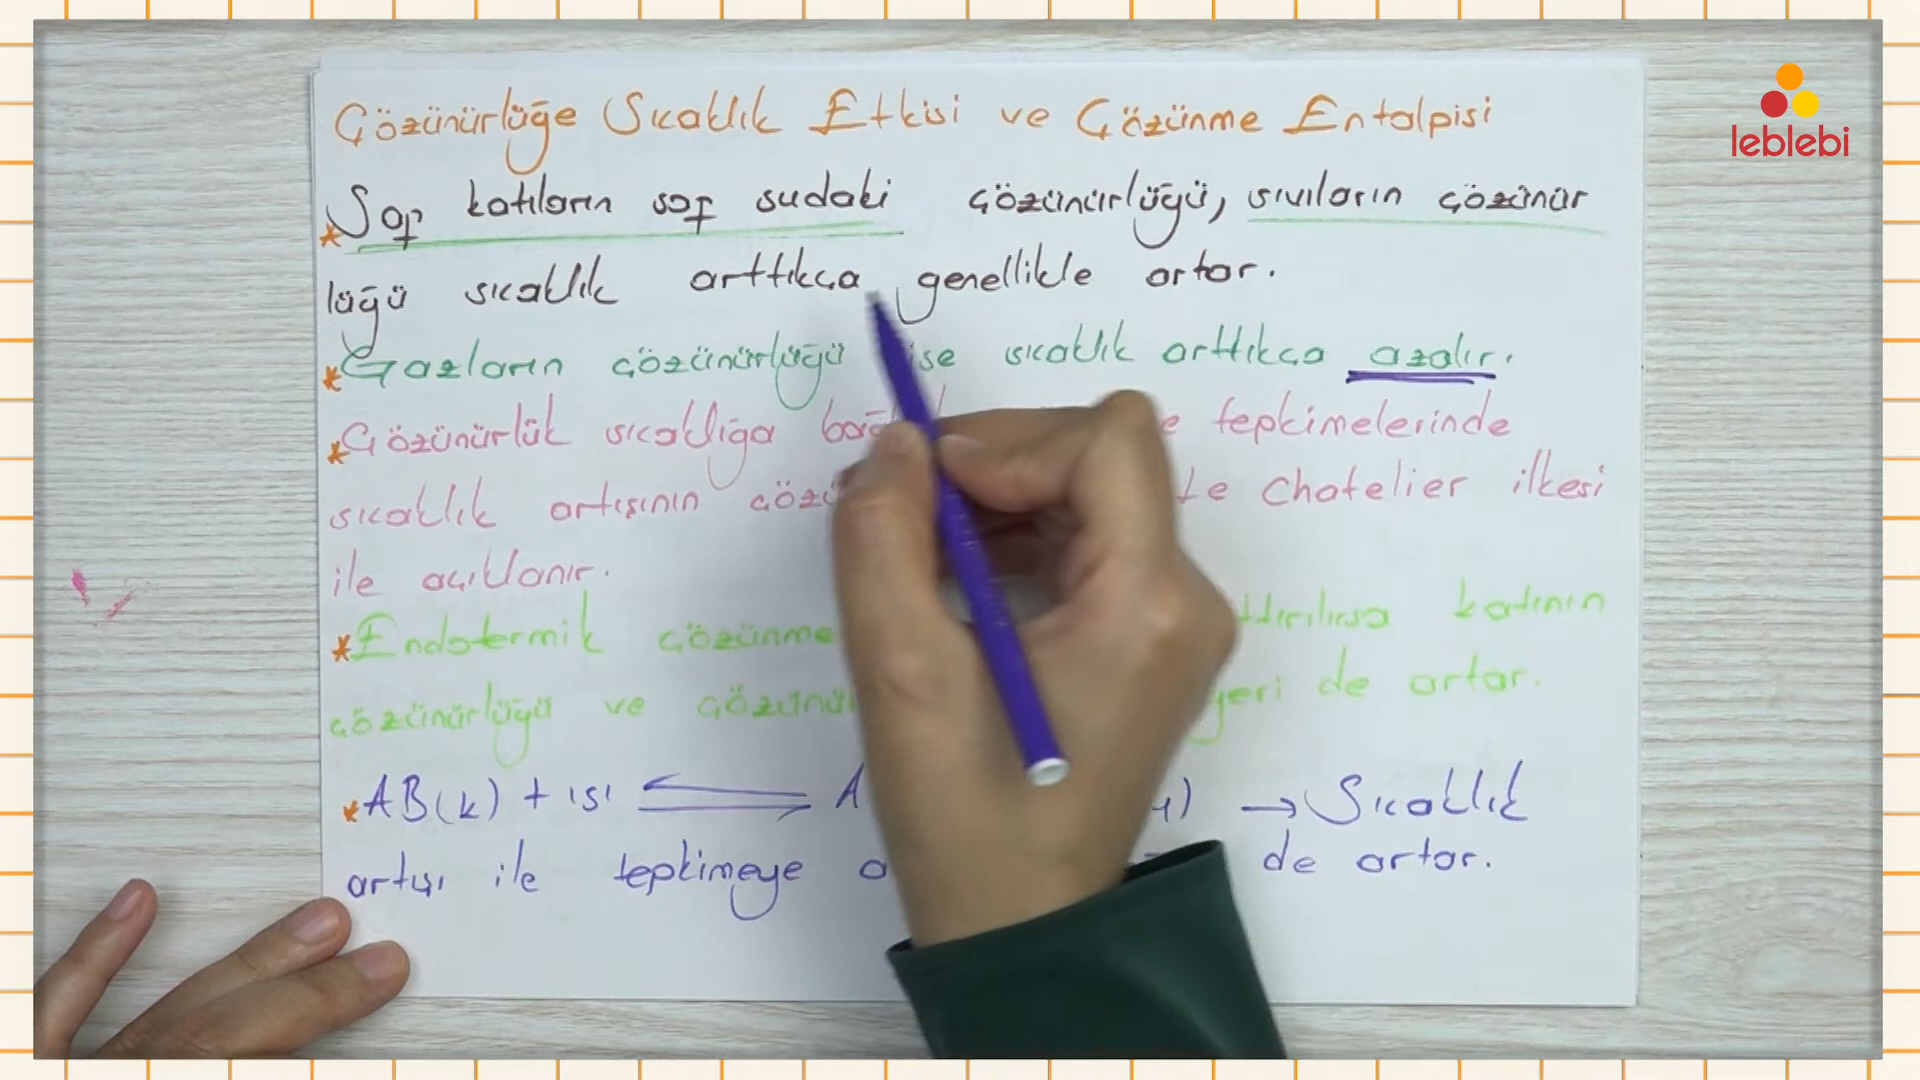 Çözünürlüğe Sıcaklık Etkisi ve Çözünme Entalpisi
leblebi
*Saf katıların saf sudaki çözünürlüğü, sıvıların çözünür
lüğü sıcaklık arttıkça genellikle artar.
*Gazların çözünürlüğü ise sıcaklık arttıkça azalır.
*Çözünürlük sıcaklığa tepkimelerinde
sıcaklık artışının Le Chatelier ilkesi
ile açıklanır.
*Endotermik çözünme katının
çözünürlüğü ve de artar.
*AB(k) + ısı ⇌ A → Sıcaklık
artışı ile tepkimeye de artar.